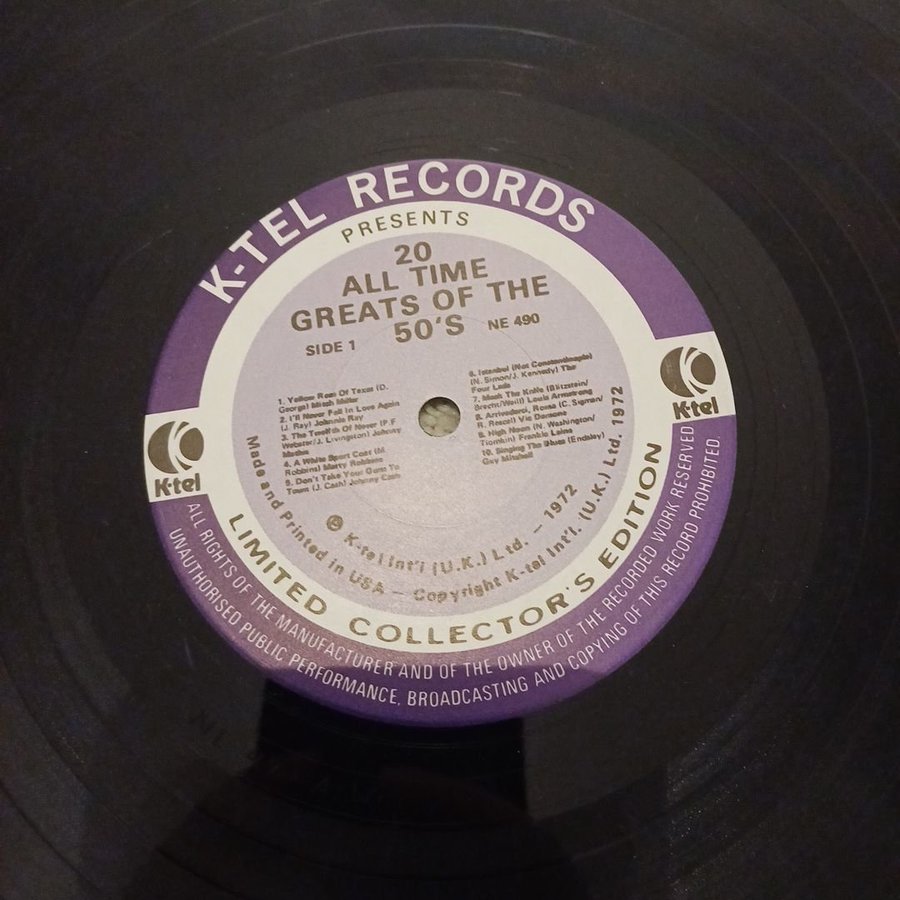 K-TEL RECORDS
PRESENTS
20
ALL TIME
GREATS OF THE
50'S
SIDE 1
NE 490
1. Yellow Rose Of Texas (D.
George) Mitch Miller
2. I'll Never Fall In Love Again
(J. Ray) Johnnie Ray
3. The Twelfth Of Never (P.F.
Webster/J. Livingston) Johnny
Mathis
4. A White Sport Coat (M.
Robbins) Marty Robbins
5. Don't Take Your Guns To
Town (J. Cash) Johnny Cash
6. Istanbul (Not Constantinople)
(N. Simon/J. Kennedy) The
Four Lads
7. Mack The Knife (Blitzstein/
Brecht/Weill) Louis Armstrong
8. Arrivederci, Roma (C. Sigman/
R. Rascel) Vic Damone
9. High Noon (N. Washington/
Tiomkin) Frankie Laine
10. Singing The Blues (Endsley)
Guy Mitchell
K-tel
K-tel
℗ K-tel Int'l (U.K.) Ltd. — 1972
Made and Printed in USA — Copyright K-tel Int'l. (U.K.) Ltd. 1972
LIMITED COLLECTOR'S EDITION
ALL RIGHTS OF THE MANUFACTURER AND OF THE OWNER OF THE RECORDED WORK RESERVED
UNAUTHORISED PUBLIC PERFORMANCE, BROADCASTING AND COPYING OF THIS RECORD PROHIBITED.